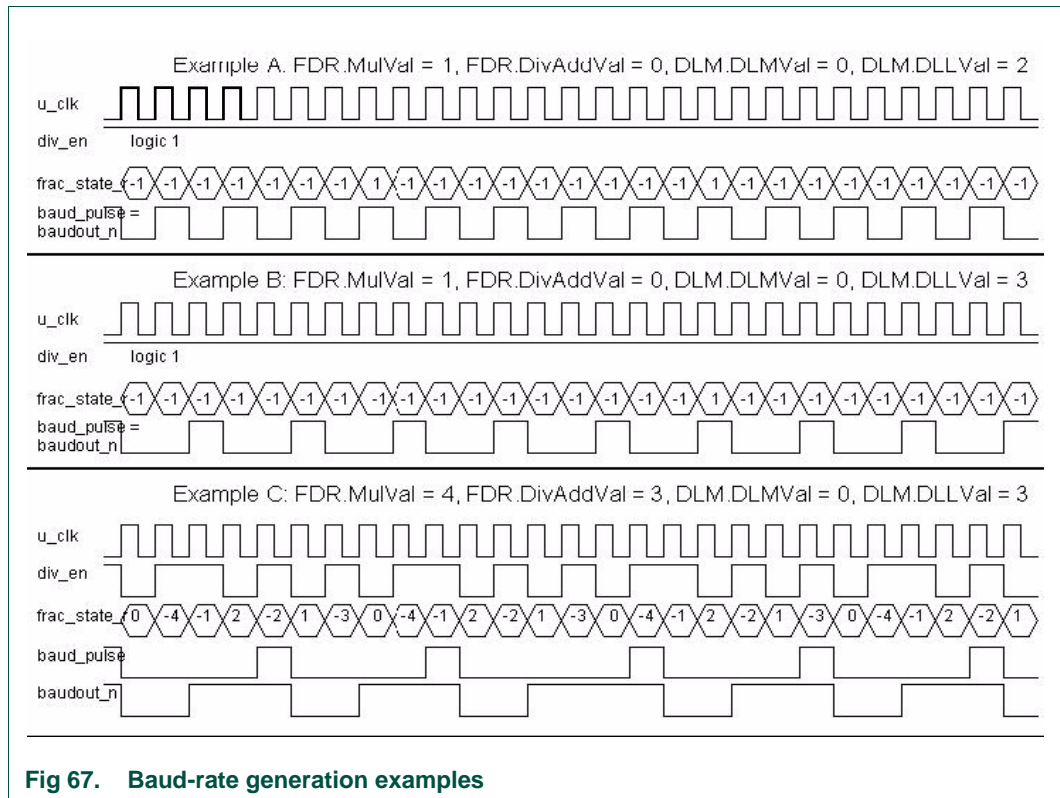 Example A. FDR.MulVal = 1, FDR.DivAddVal = 0, DLM.DLMVal = 0, DLM.DLLVal = 2
u_clk
div_en logic 1
frac_state_ -1 -1 -1 -1 -1 -1 -1 1 -1 -1 -1 -1 -1 -1 -1 -1 -1 1 -1 -1 -1 -1 -1 -1 -1 -1 -1
baud_pulse =
baudout_n
Example B: FDR.MulVal = 1, FDR.DivAddVal = 0, DLM.DLMVal = 0, DLM.DLLVal = 3
u_clk
div_en logic 1
frac_state_ -1 -1 -1 -1 -1 -1 -1 -1 -1 -1 -1 -1 -1 -1 -1 -1 -1 1 -1 -1 -1 -1 -1 -1 -1 -1 -1
baud_pulse =
baudout_n
Example C: FDR.MulVal = 4, FDR.DivAddVal = 3, DLM.DLMVal = 0, DLM.DLLVal = 3
u_clk
div_en
frac_state_ 0 -4 -1 2 -2 1 -3 0 -4 -1 2 -2 1 -3 0 -4 -1 2 -2 1 -3 0 -4 -1 2 -2 1
baud_pulse
baudout_n
Fig 67. Baud-rate generation examples